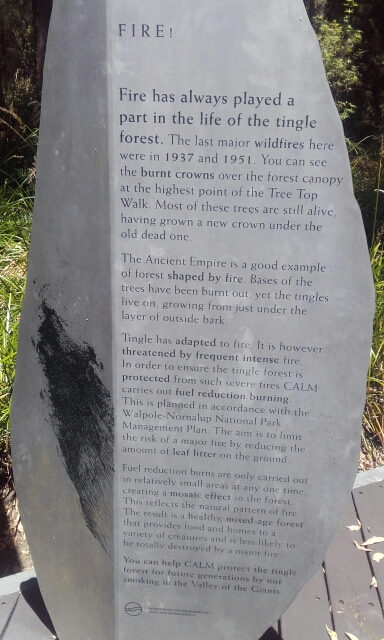 FIRE!
Fire has always played a
part in the life of the tingle
forest. The last major wildfires here
were in 1937 and 1951. You can see
the burnt crowns over the forest canopy
at the highest point of the Tree Top
Walk. Most of these trees are still alive,
having grown a new crown under the
old dead one.
The Ancient Empire is a good example
of forest shaped by fire. Bases of the
trees have been burnt out, yet the tingles
live on, growing from just under the
layer of outside bark.
Tingle has adapted to fire. It is however
threatened by frequent intense fire.
In order to ensure the tingle forest is
protected from such severe fires CALM
carries out fuel reduction burning.
This is planned in accordance with the
Walpole-Nornalup National Park
Management Plan. The aim is to limit
the risk of a major fire by reducing the
amount of leaf litter on the ground.
Fuel reduction burns are only carried out
in relatively small areas at any one time,
creating a mosaic effect in the forest.
This reflects the natural pattern of fire.
The result is a healthy, mixed-age forest
that provides food and homes to a
variety of creatures and is less likely to
be totally destroyed by a major fire.
You can help CALM protect the tingle
forest for future generations by not
smoking in the Valley of the Giants.